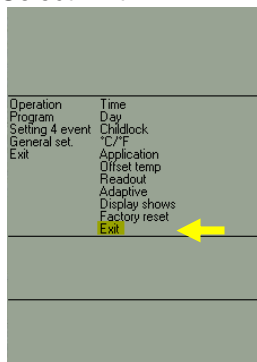 Operation Time
Program Day
Setting 4 event Childlock
General set. °C/°F
Exit Application
Offset temp
Readout
Adaptive
Display shows
Factory reset
Exit